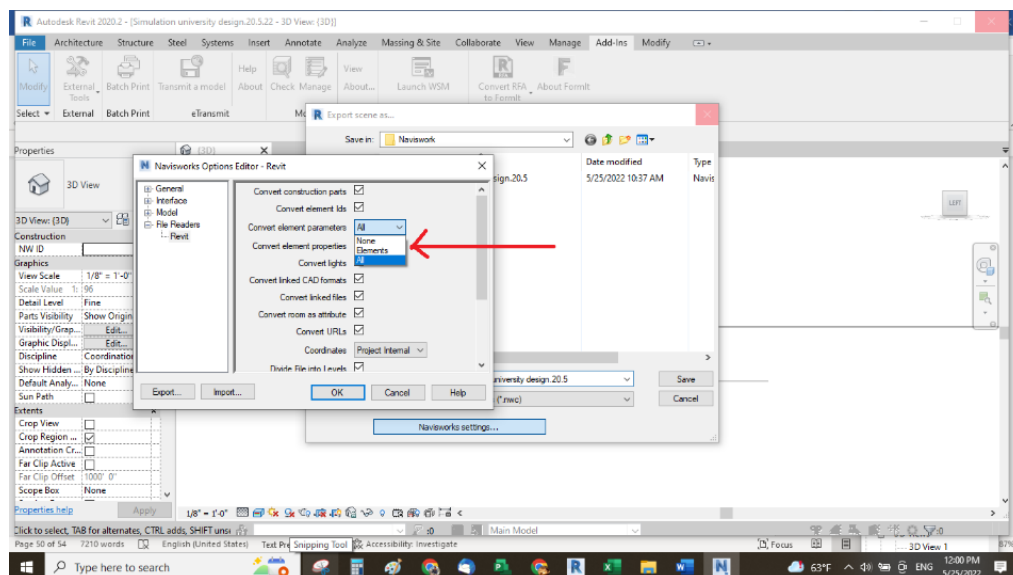 Autodesk Revit 2020.2 - [Simulation university design.20.5.22 - 3D View: {3D}]
File Architecture Structure Steel Systems Insert Annotate Analyze Massing & Site Collaborate View Manage Add-Ins Modify
Help View
Modify External Batch Print Transmit a model About Check Manage About... Launch WSM Convert RFA About FormIt
Tools to FormIt
Select External Batch Print eTransmit
Export scene as...
Save in: Naviswork
Properties {3D}
Date modified Type
Navisworks Options Editor - Revit
sign.20.5 5/25/2022 10:37 AM Navis
3D View
General Convert construction parts
Interface Convert element Ids
LEFT
Model
3D View: {3D}
File Readers Convert element parameters All
Revit None
Construction Convert element properties Elements
NW ID All
Graphics Convert lights
View Scale 1/8" = 1'-0" Convert linked CAD formats
Scale Value 1: 96
Detail Level Fine Convert linked files
Parts Visibility Show Origin Convert room as attribute
Visibility/Grap... Edit... Convert URLs
Graphic Displ... Edit...
Discipline Coordination Coordinates Project Internal
Show Hidden ... By Discipline Divide File into Levels
Default Analy... None university design.20.5 Save
Sun Path Export... Import... OK Cancel Help (*.nwc) Cancel
Extents
Crop View Navisworks settings...
Crop Region ...
Annotation Cr...
Far Clip Active
Far Clip Offset 1000' 0"
Scope Box None
Properties help Apply 1/8" = 1'-0"
Click to select, TAB for alternates, CTRL adds, SHIFT unse :0 Main Model :0
Page 50 of 54 7210 words English (United States) Text Pre Snipping Tool Accessibility: Investigate Focus 3D View 1 87%
Type here to search 63°F ENG 12:00 PM
5/25/2022